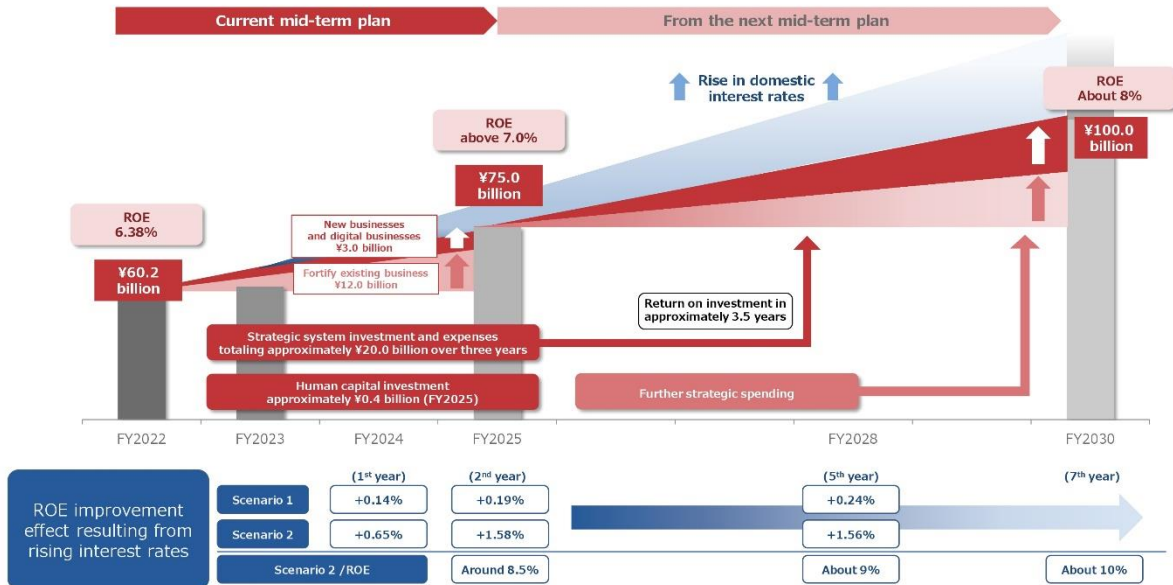 Current mid-term plan
From the next mid-term plan
Rise in domestic
interest rates
ROE
About 8%
¥100.0
billion
ROE
above 7.0%
¥75.0
billion
ROE
6.38%
¥60.2
billion
New businesses
and digital businesses
¥3.0 billion
Fortify existing business
¥12.0 billion
Return on investment in
approximately 3.5 years
Strategic system investment and expenses
totaling approximately ¥20.0 billion over three years
Human capital investment
approximately ¥0.4 billion (FY2025)
Further strategic spending
FY2022 FY2023 FY2024 FY2025 FY2028 FY2030
ROE improvement
effect resulting from
rising interest rates
(1st year) (2nd year) (5th year) (7th year)
Scenario 1 +0.14% +0.19% +0.24%
Scenario 2 +0.65% +1.58% +1.56%
Scenario 2 /ROE Around 8.5% About 9% About 10%